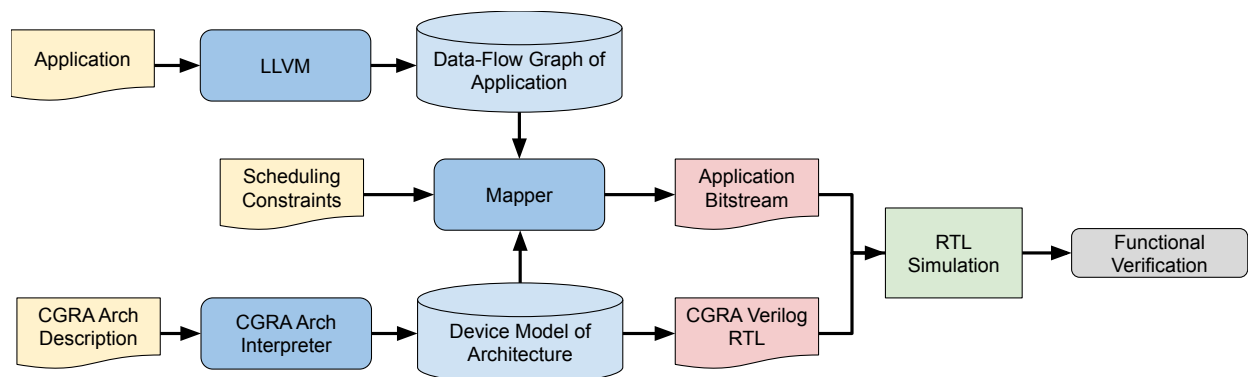 Application
LLVM
Data-Flow Graph of
Application
Scheduling
Constraints
Mapper
Application
Bitstream
RTL
Simulation
Functional
Verification
CGRA Arch
Description
CGRA Arch
Interpreter
Device Model of
Architecture
CGRA Verilog
RTL